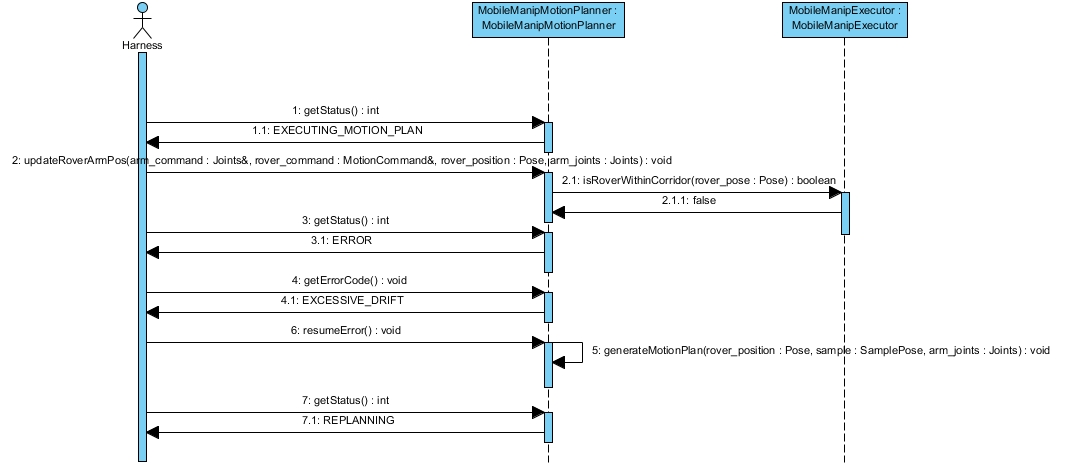 MobileManipMotionPlanner :
MobileManipMotionPlanner
MobileManipExecutor :
MobileManipExecutor
Harness
1: getStatus() : int
1.1: EXECUTING_MOTION_PLAN
2: updateRoverArmPos(arm_command : Joints&, rover_command : MotionCommand&, rover_position : Pose, arm_joints : Joints) : void
2.1: isRoverWithinCorridor(rover_pose : Pose) : boolean
2.1.1: false
3: getStatus() : int
3.1: ERROR
4: getErrorCode() : void
4.1: EXCESSIVE_DRIFT
6: resumeError() : void
5: generateMotionPlan(rover_position : Pose, sample : SamplePose, arm_joints : Joints) : void
7: getStatus() : int
7.1: REPLANNING